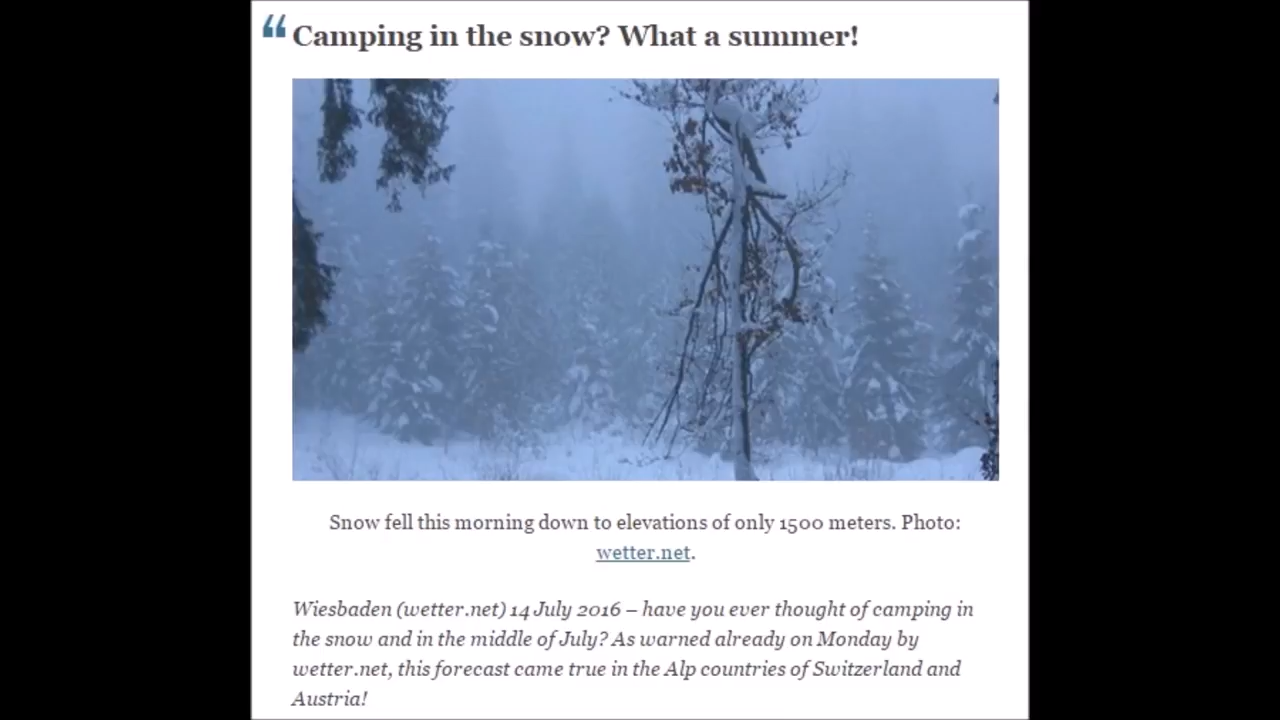 “ Camping in the snow? What a summer!
Snow fell this morning down to elevations of only 1500 meters. Photo:
wetter.net.
Wiesbaden (wetter.net) 14 July 2016 – have you ever thought of camping in
the snow and in the middle of July? As warned already on Monday by
wetter.net, this forecast came true in the Alp countries of Switzerland and
Austria!